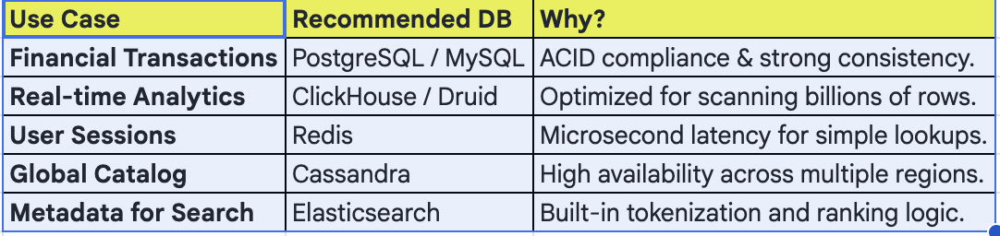 Use Case Recommended DB Why?
Financial Transactions PostgreSQL / MySQL ACID compliance & strong consistency.
Real-time Analytics ClickHouse / Druid Optimized for scanning billions of rows.
User Sessions Redis Microsecond latency for simple lookups.
Global Catalog Cassandra High availability across multiple regions.
Metadata for Search Elasticsearch Built-in tokenization and ranking logic.